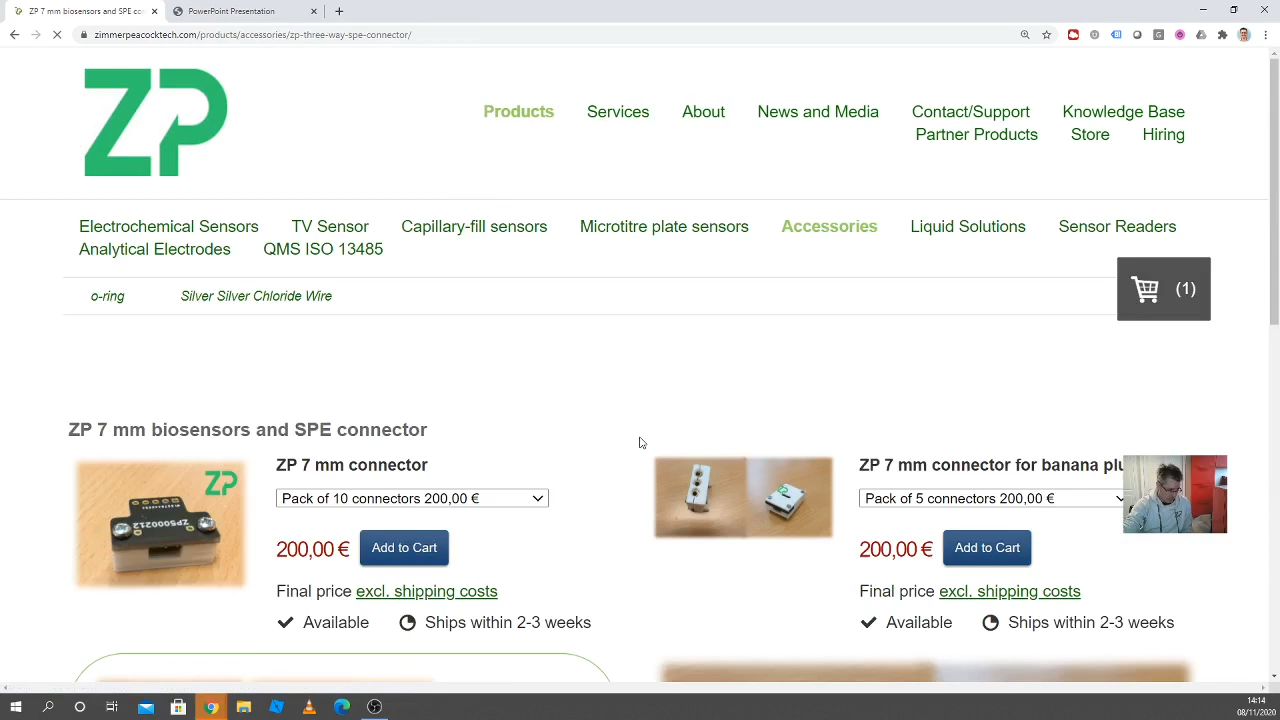 ZP 7 mm biosensors and SPE co
PowerPoint Presentation
zimmerpeacocktech.com/products/accessories/zp-three-way-spe-connector/
ZP
Products Services About News and Media Contact/Support Knowledge Base
Partner Products Store Hiring
Electrochemical Sensors TV Sensor Capillary-fill sensors Microtitre plate sensors Accessories Liquid Solutions Sensor Readers
Analytical Electrodes QMS ISO 13485
o-ring Silver Silver Chloride Wire
(1)
ZP 7 mm biosensors and SPE connector
ZP
ZP5000212
ZP 7 mm connector
Pack of 10 connectors 200,00 €
200,00 € Add to Cart
Final price excl. shipping costs
Available Ships within 2-3 weeks
ZP 7 mm connector for banana plu
Pack of 5 connectors 200,00 €
200,00 € Add to Cart
Final price excl. shipping costs
Available Ships within 2-3 weeks
14:14
08/11/2020